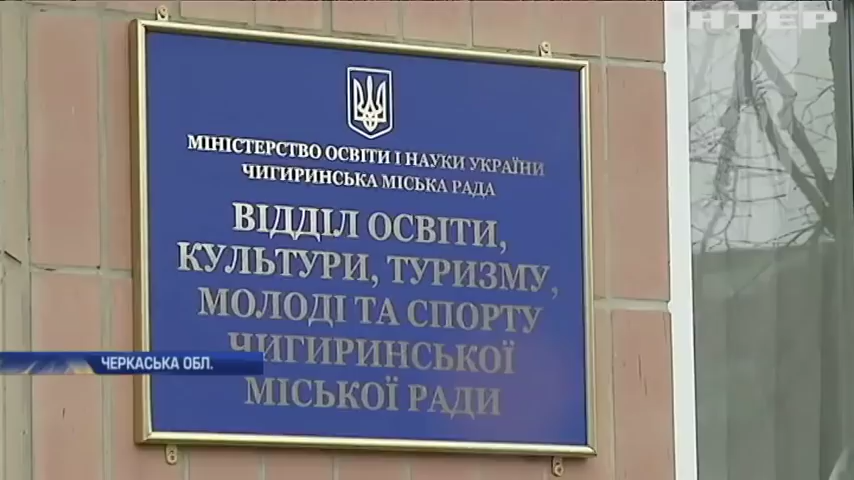 ІНТЕР
МІНІСТЕРСТВО ОСВІТИ І НАУКИ УКРАЇНИ
ЧИГИРИНСЬКА МІСЬКА РАДА
ВІДДІЛ ОСВІТИ,
КУЛЬТУРИ, ТУРИЗМУ,
МОЛОДІ ТА СПОРТУ
ЧИГИРИНСЬКОЇ
МІСЬКОЇ РАДИ
ЧЕРКАСЬКА ОБЛ.